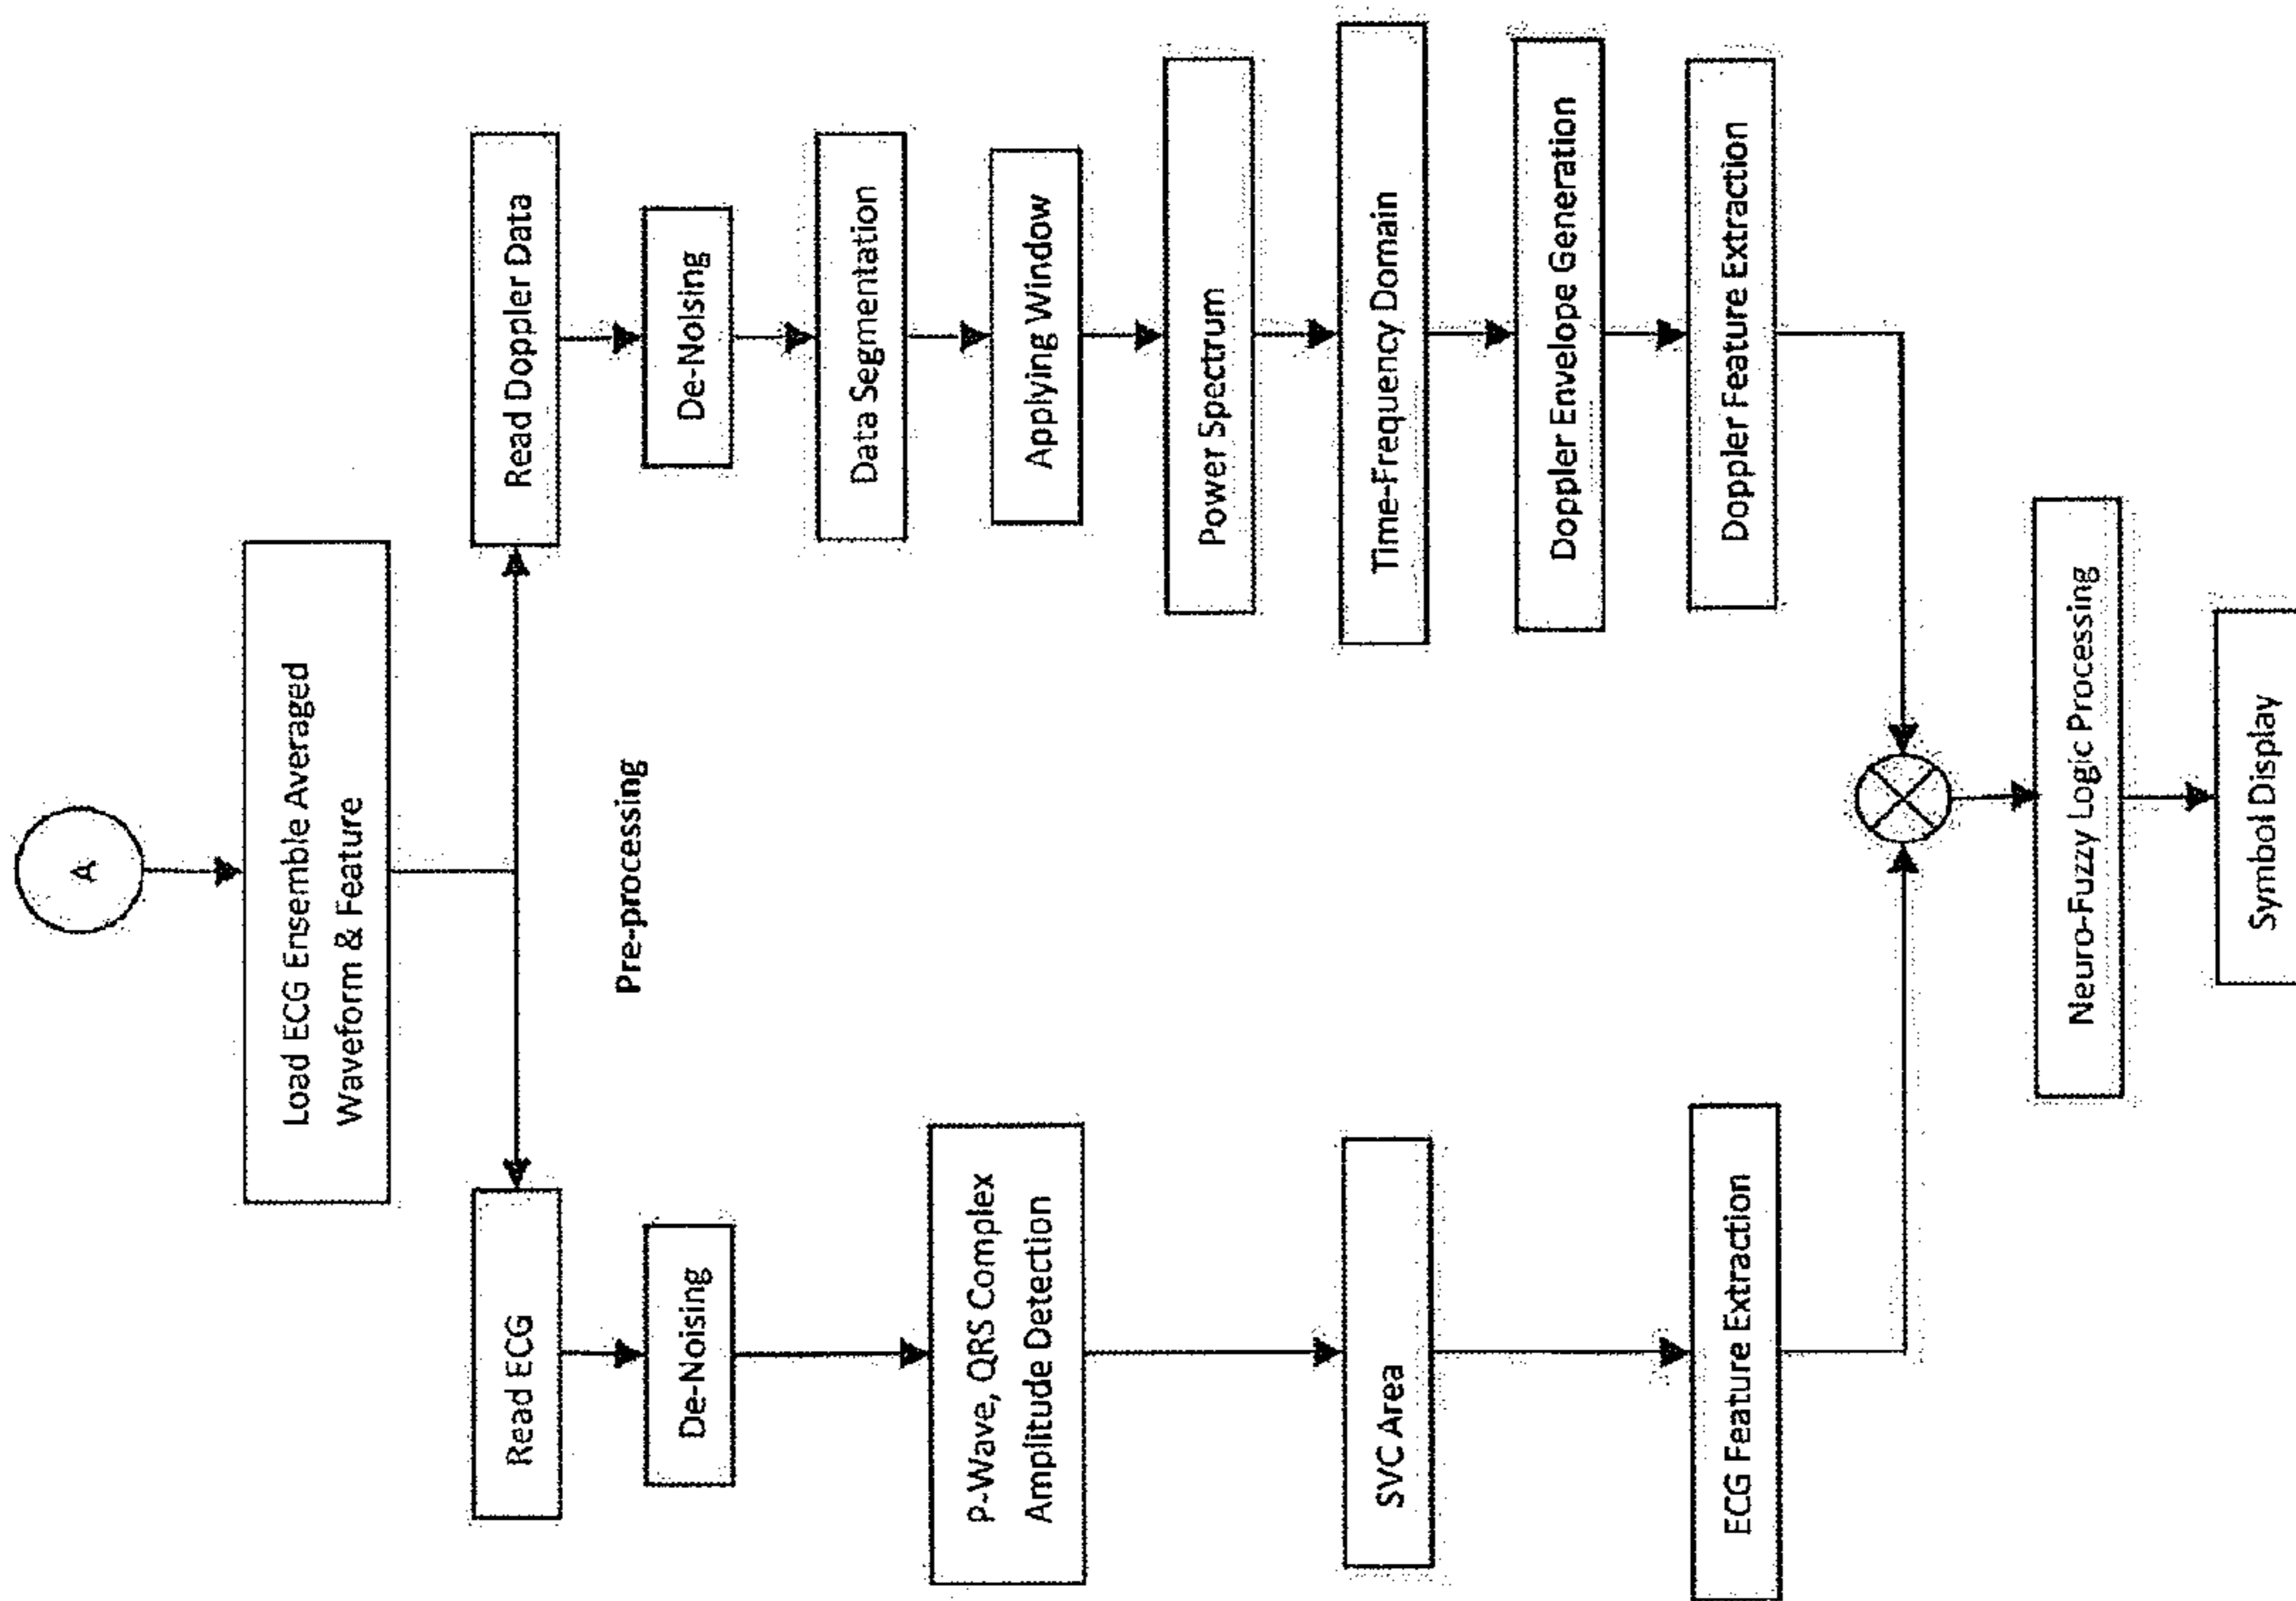 A
Load ECG Ensemble Averaged
Waveform & Feature
Read ECG
Read Doppler Data
Pre-processing
De-Noising
De-Noising
P-Wave, QRS Complex
Amplitude Detection
Data Segmentation
Applying Window
Power Spectrum
SVC Area
Time-Frequency Domain
Doppler Envelope Generation
ECG Feature Extraction
Doppler Feature Extraction
Neuro-Fuzzy Logic Processing
Symbol Display